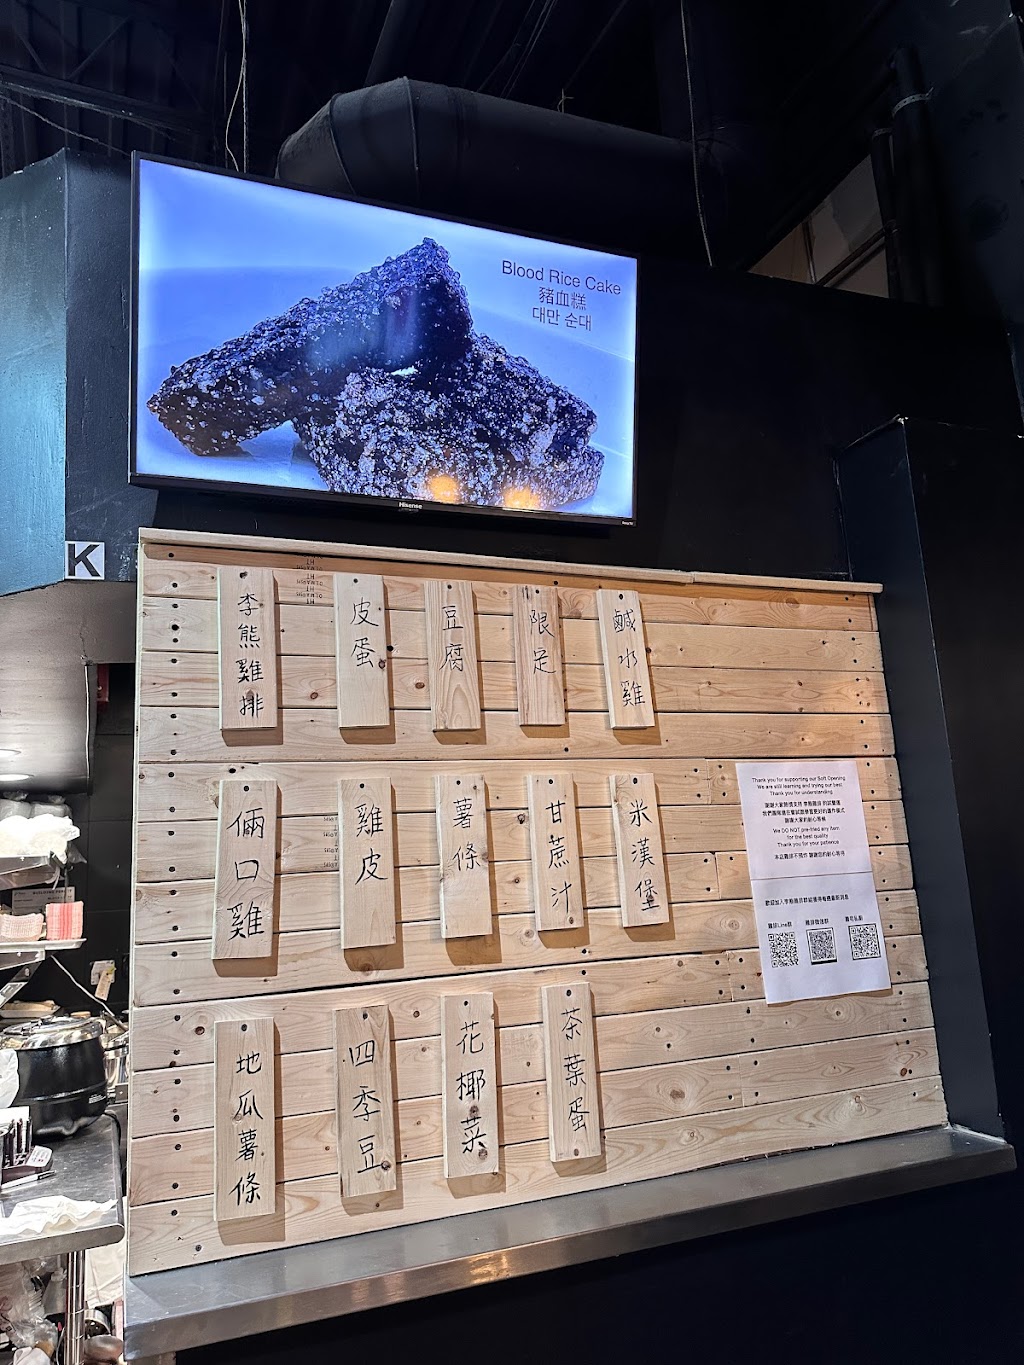 Blood Rice Cake
豬血糕
대만 순대
Hisense
K
李熊雞排
皮蛋
豆腐
限足
鹹水雞
倆口雞
雞皮
薯條
甘蔗汁
米漢堡
地瓜薯條
四季豆
花椰菜
茶葉蛋
Thank you for supporting our Soft Opening
We are still learning and trying our best
Thank you for understanding
We DO NOT pre-fried any item
for the best quality
Thank you for your patience